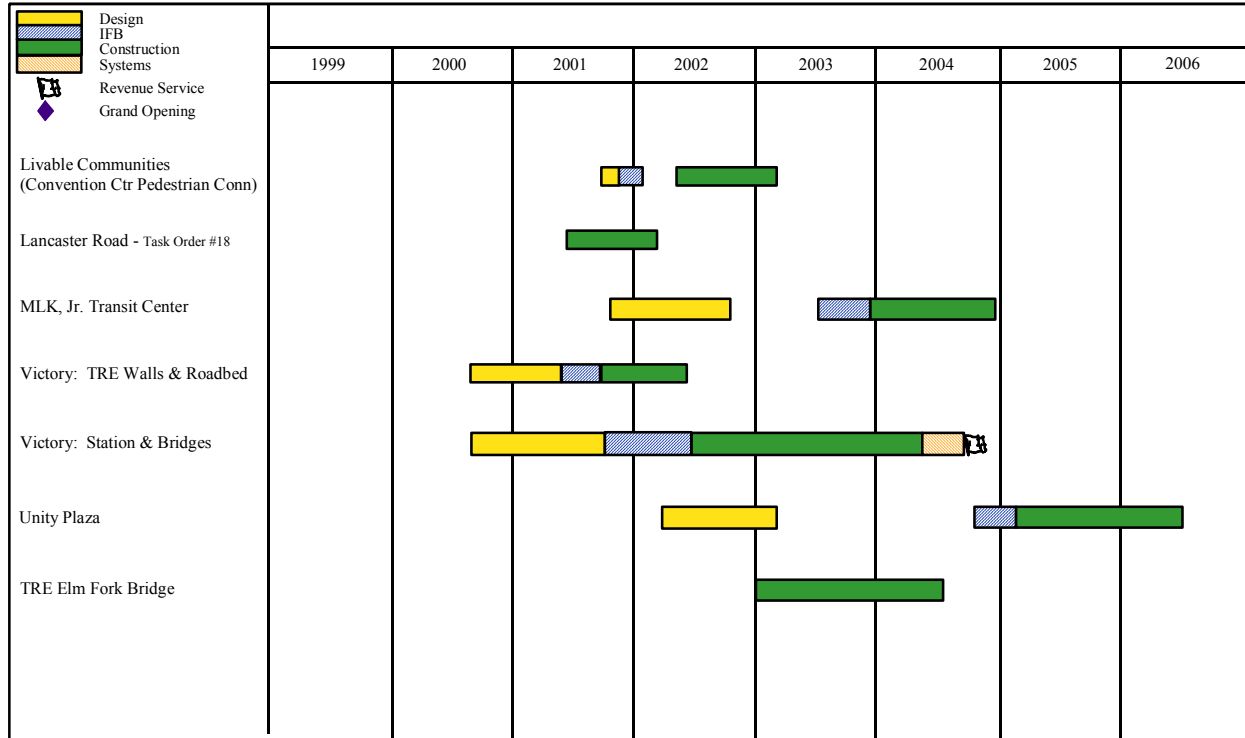 Design
IFB
Construction
Systems
Revenue Service
Grand Opening
1999 2000 2001 2002 2003 2004 2005 2006
Livable Communities
(Convention Ctr Pedestrian Conn)
Lancaster Road - Task Order #18
MLK, Jr. Transit Center
Victory: TRE Walls & Roadbed
Victory: Station & Bridges
Unity Plaza
TRE Elm Fork Bridge